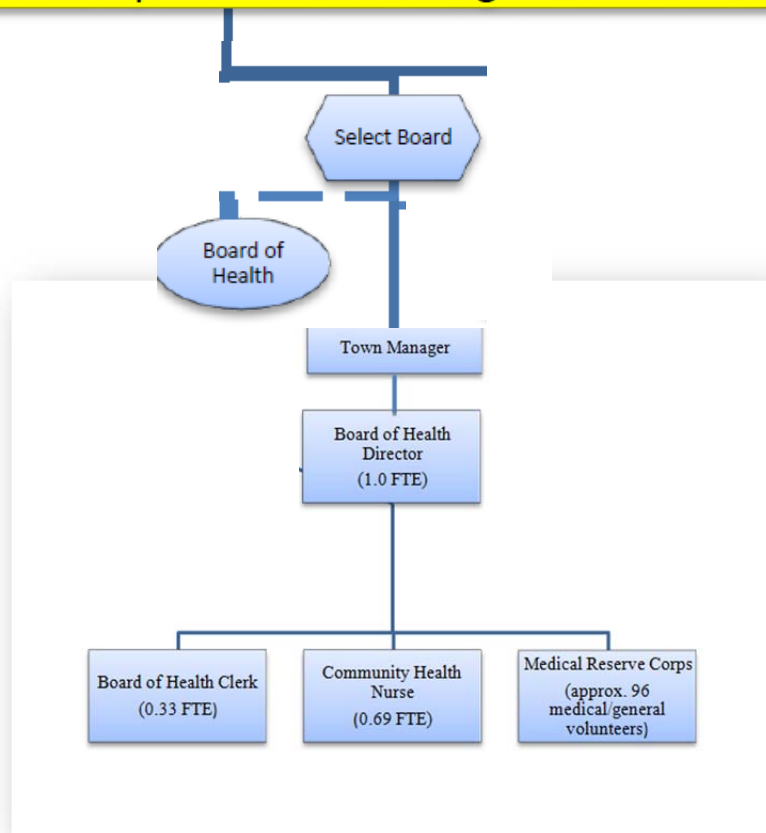 Select Board
Board of
Health
Town Manager
Board of Health
Director
(1.0 FTE)
Board of Health Clerk
(0.33 FTE)
Community Health
Nurse
(0.69 FTE)
Medical Reserve Corps
(approx. 96
medical/general
volunteers)